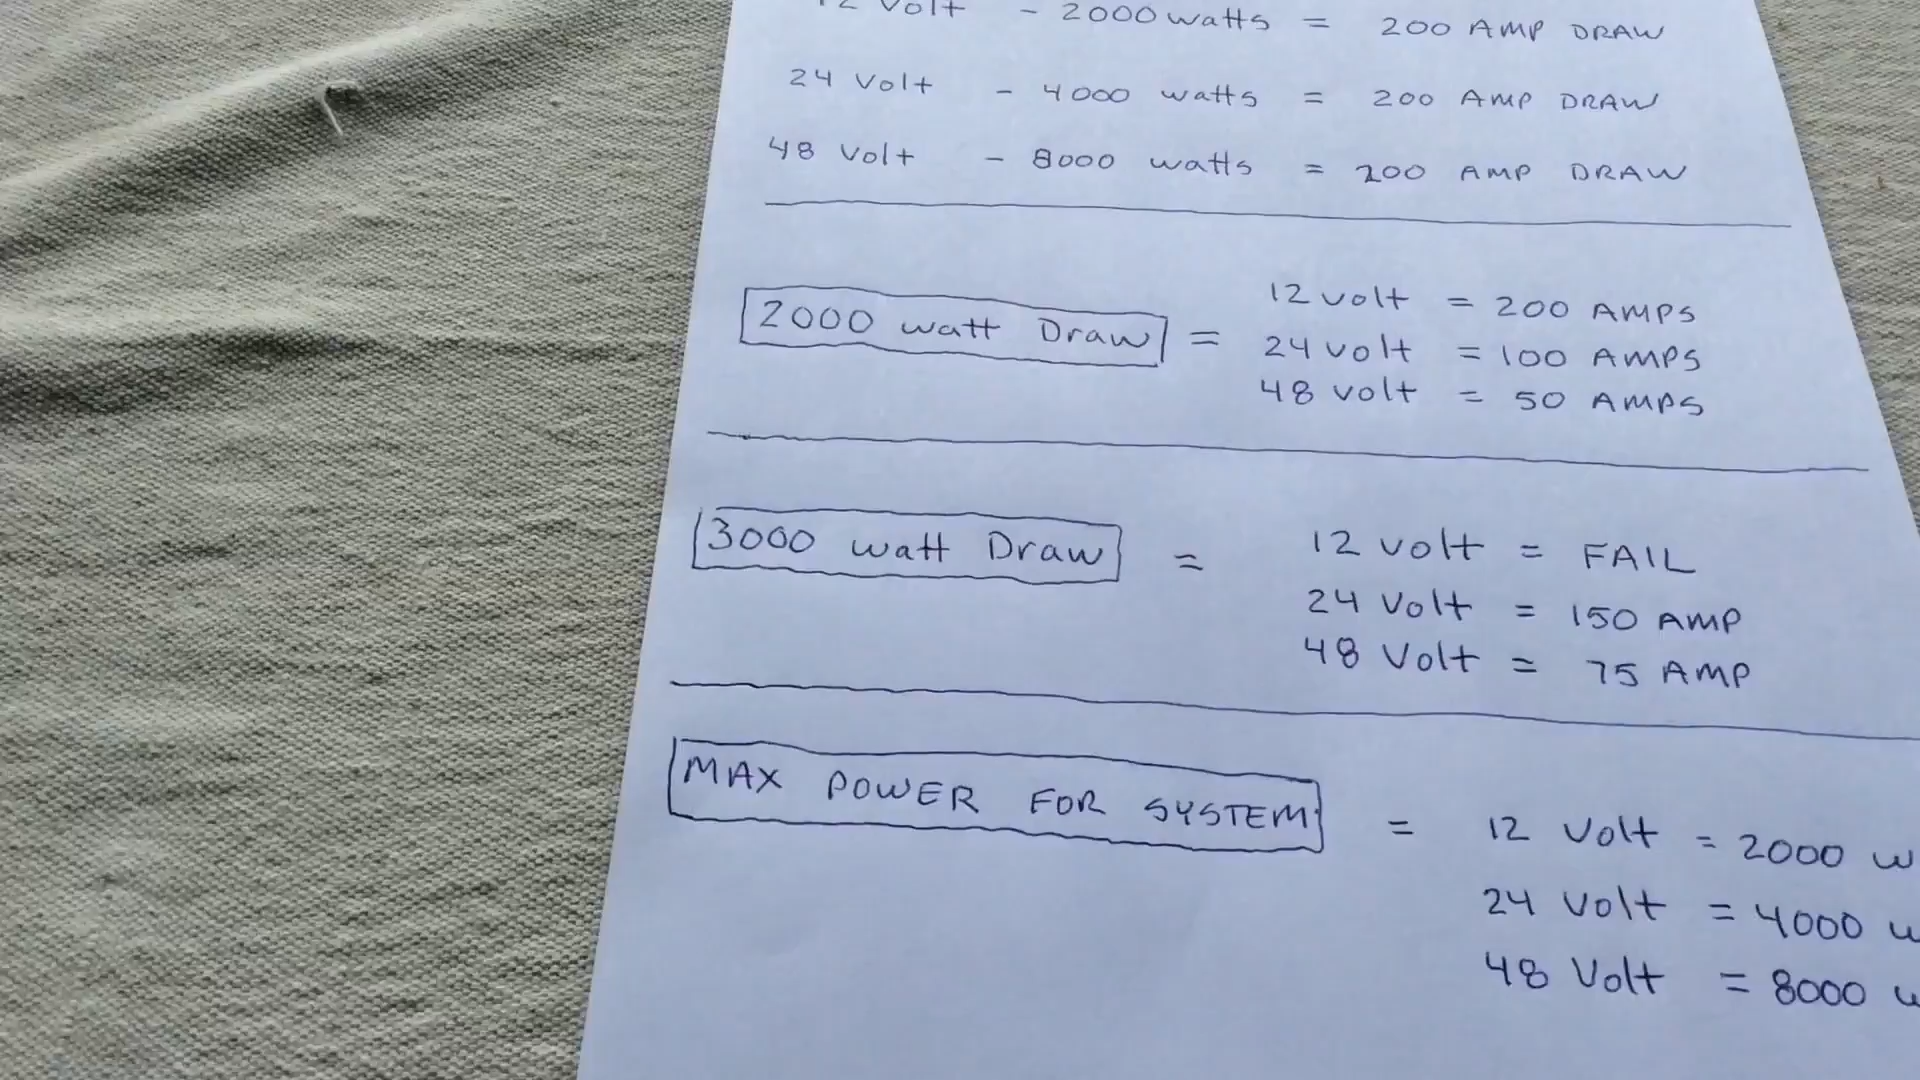 12 Volt - 2000 watts = 200 AMP DRAW
24 Volt - 4000 watts = 200 AMP DRAW
48 Volt - 8000 watts = 200 AMP DRAW
2000 watt Draw = 12 volt = 200 AMPS
24 volt = 100 AMPS
48 volt = 50 AMPS
3000 watt Draw = 12 volt = FAIL
24 Volt = 150 AMP
48 Volt = 75 AMP
MAX POWER FOR SYSTEM = 12 Volt = 2000 w
24 Volt = 4000 w
48 Volt = 8000 w